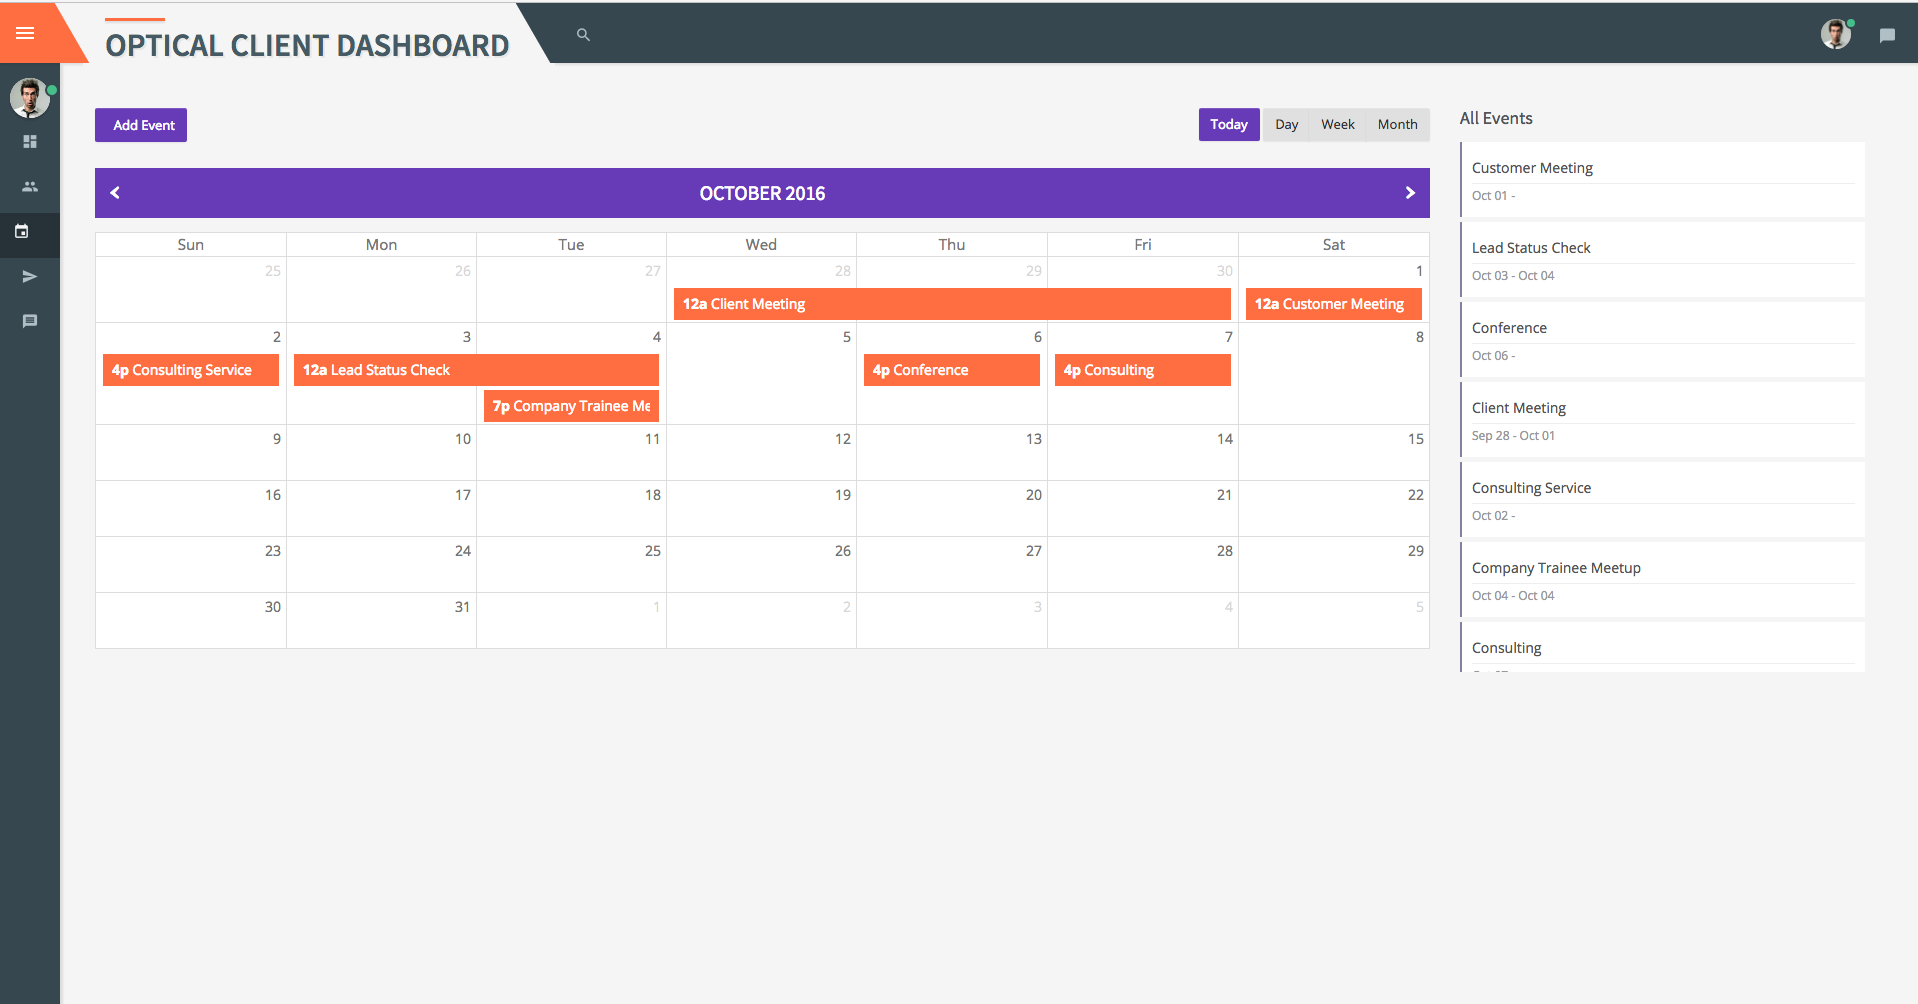 OPTICAL CLIENT DASHBOARD
Add Event
Today Day Week Month
OCTOBER 2016
Sun Mon Tue Wed Thu Fri Sat
25 26 27 28 29 30 1
12a Client Meeting 12a Customer Meeting
2 3 4 5 6 7 8
4p Consulting Service 12a Lead Status Check 4p Conference 4p Consulting
7p Company Trainee
9 10 11 12 13 14 15
16 17 18 19 20 21 22
23 24 25 26 27 28 29
30 31 1 2 3 4 5
All Events
Customer Meeting
Oct 01 -
Lead Status Check
Oct 03 - Oct 04
Conference
Oct 06 -
Client Meeting
Sep 28 - Oct 01
Consulting Service
Oct 02 -
Company Trainee Meetup
Oct 04 - Oct 04
Consulting